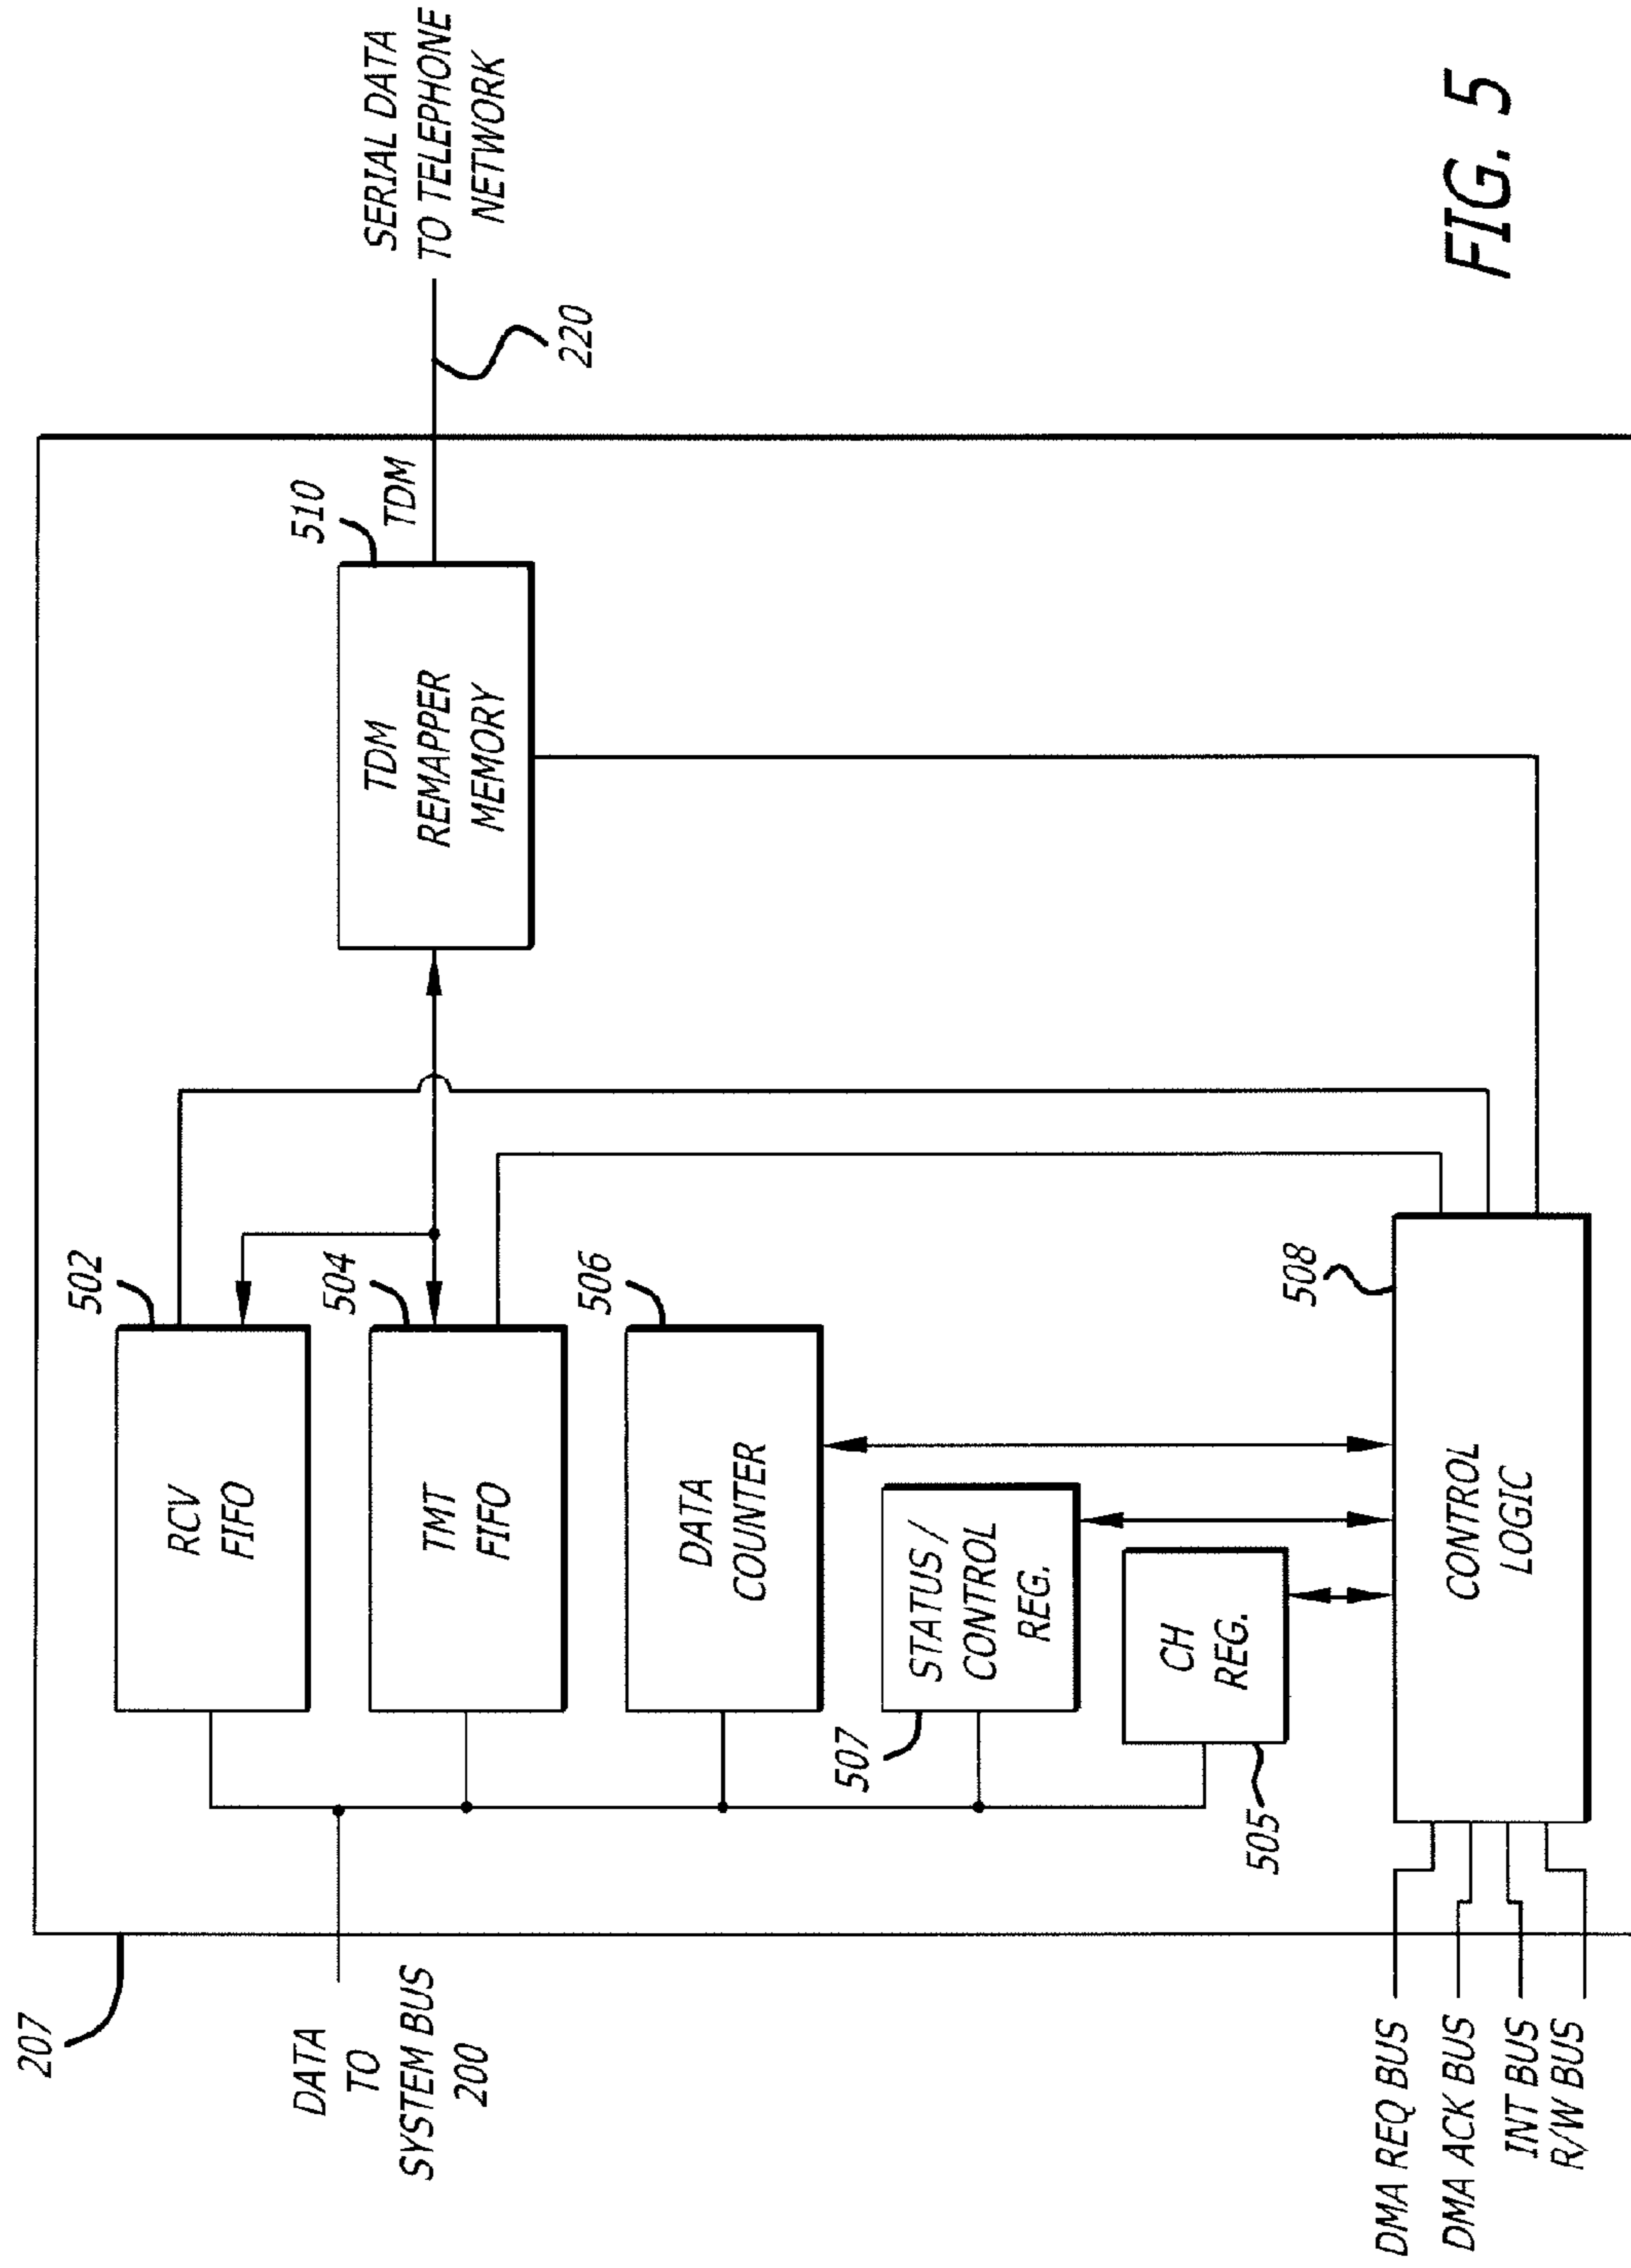 207
502
RCV
FIFO
504
TMT
FIFO
506
DATA
COUNTER
507
STATUS /
CONTROL
REG.
505
CH
REG.
508
CONTROL
LOGIC
510
TDM
REMAPPER
MEMORY
TDM
220
SERIAL DATA
TO TELEPHONE
NETWORK
DATA
TO
SYSTEM BUS
200
DMA REQ BUS
DMA ACK BUS
INT BUS
R/W BUS
FIG. 5